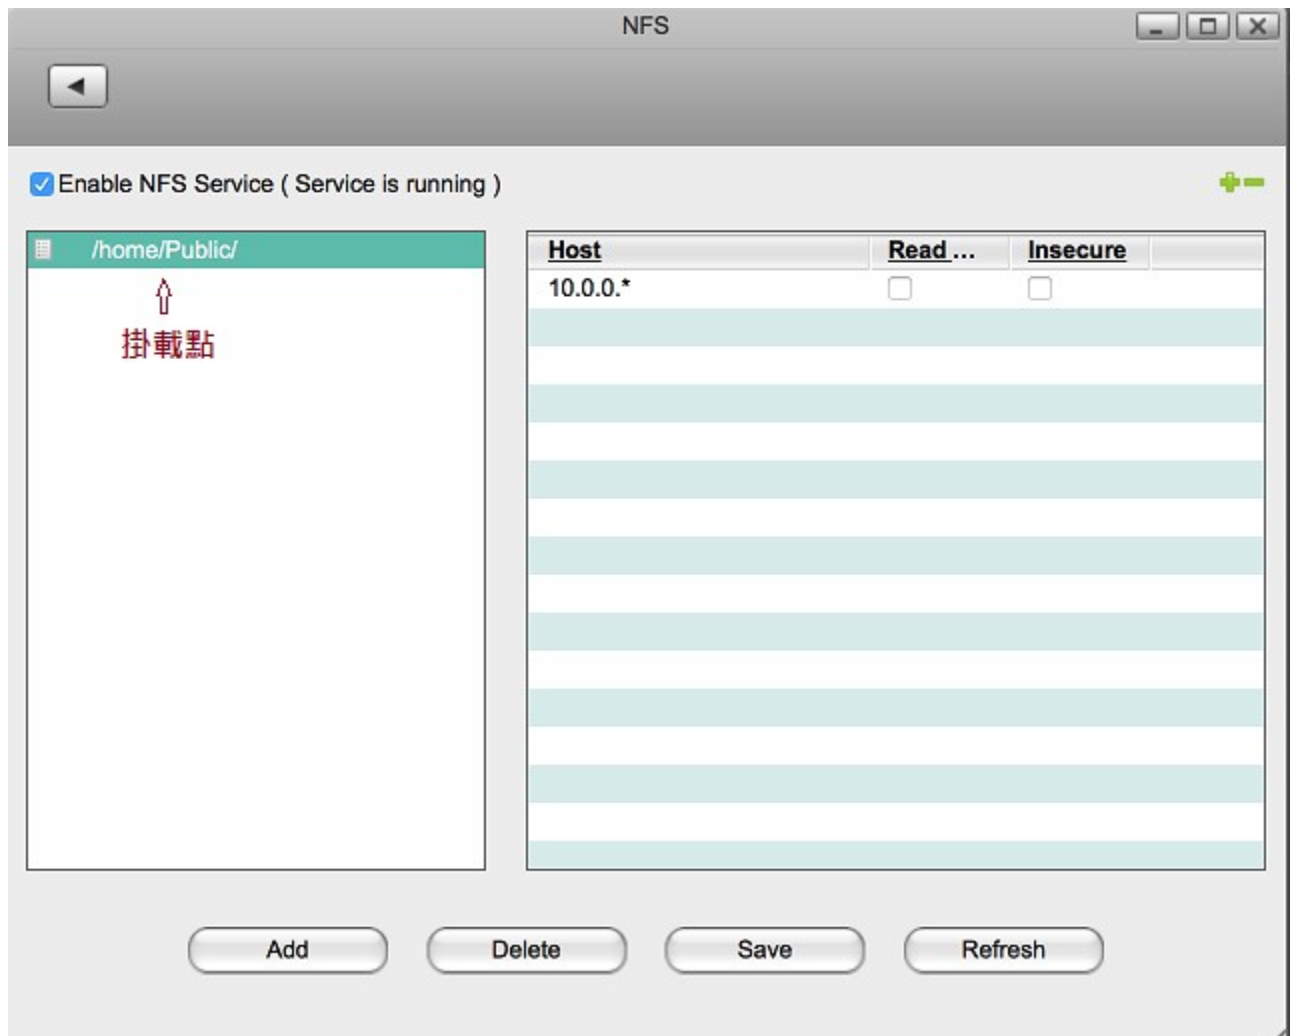 NFS
Enable NFS Service ( Service is running )
/home/Public/
掛載點
Host Read ... Insecure
10.0.0.*
Add Delete Save Refresh